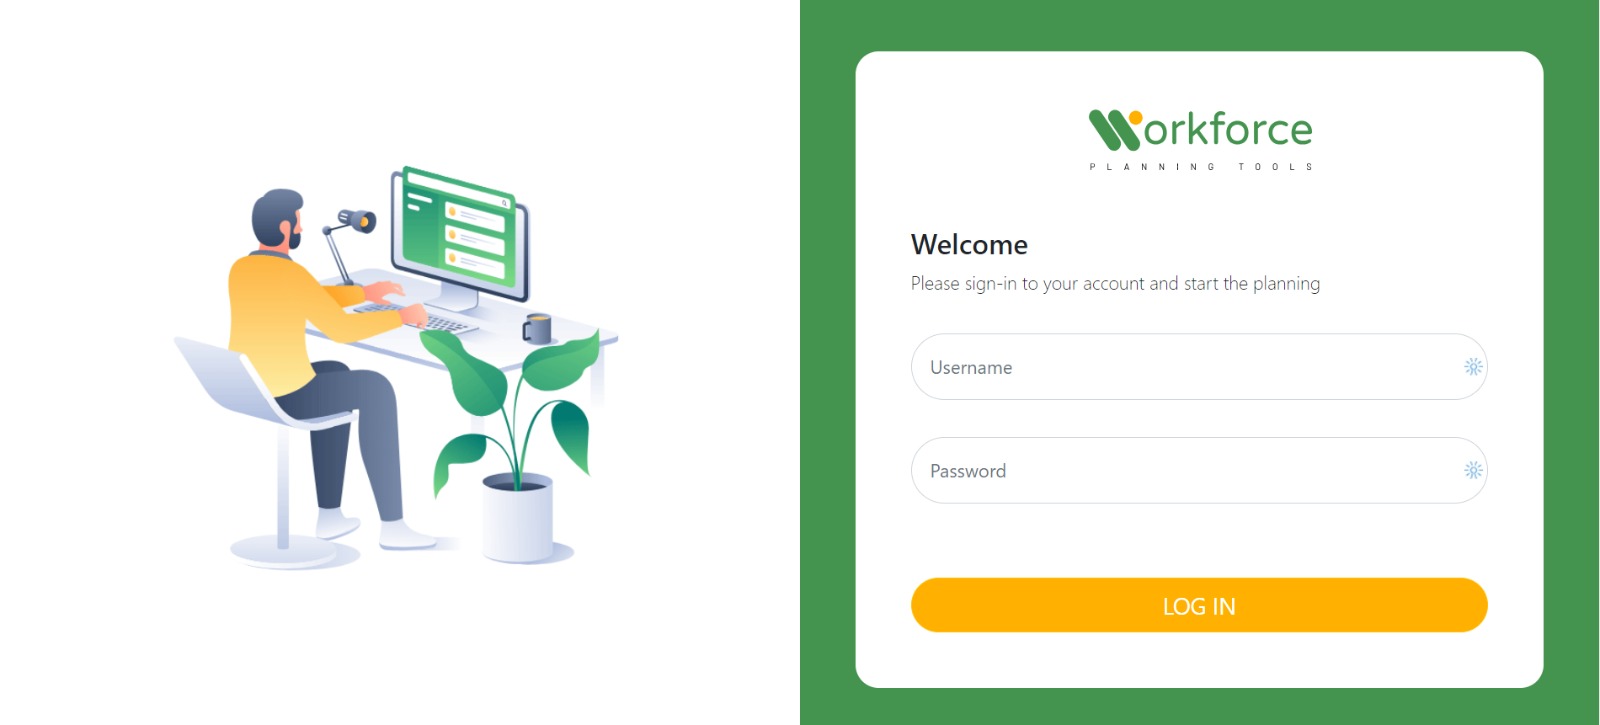 Workforce
PLANNING TOOLS
Welcome
Please sign-in to your account and start the planning
Username
Password
LOG IN